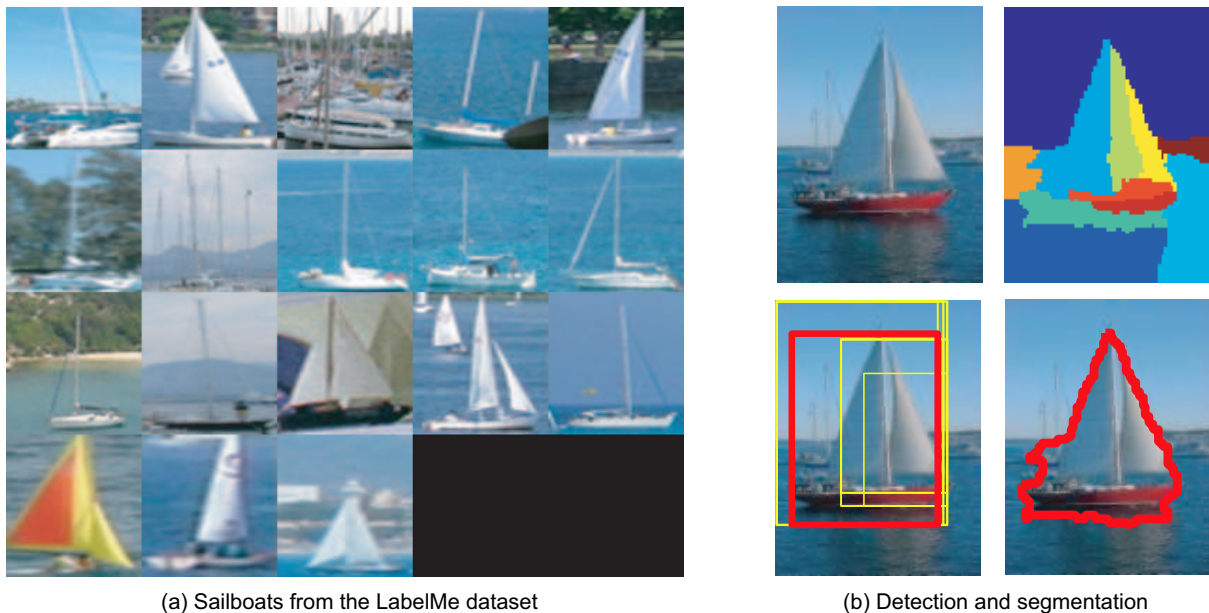 (a) Sailboats from the LabelMe dataset
(b) Detection and segmentation